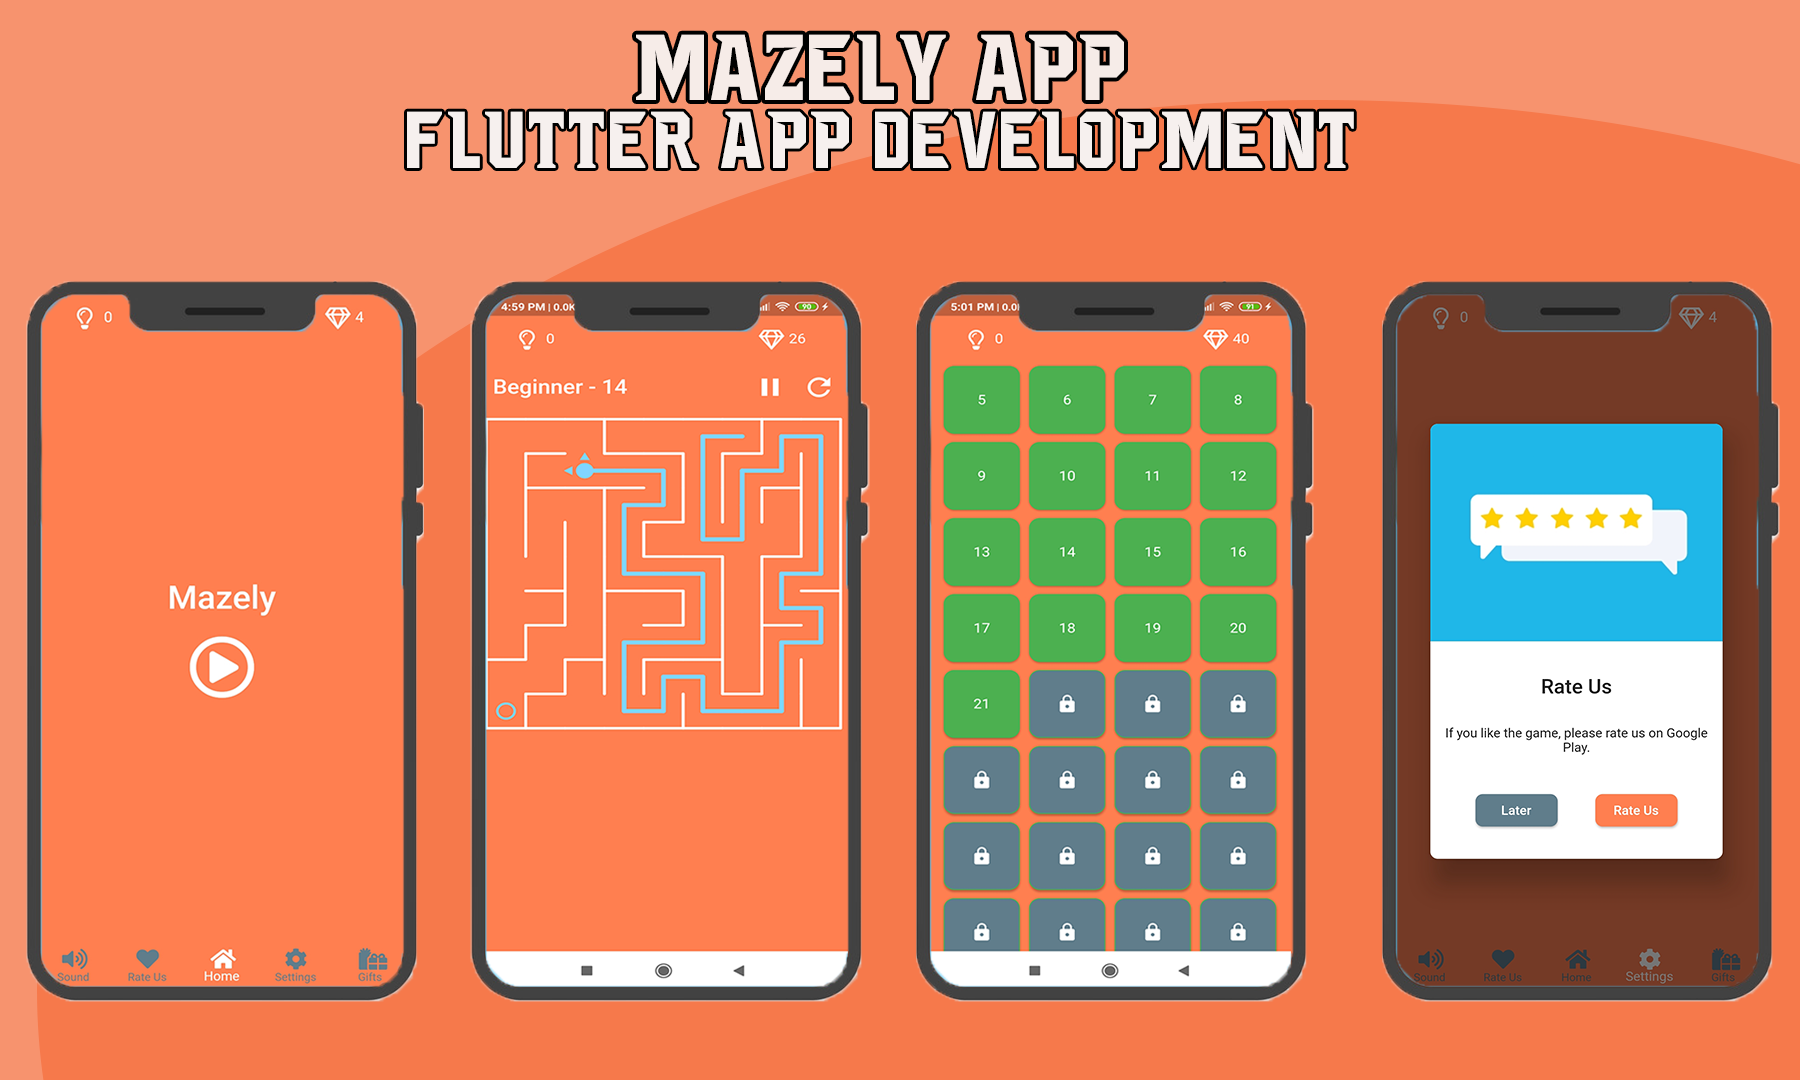 MAZELY APP
FLUTTER APP DEVELOPMENT
0
4
Mazely
Sound
Rate Us
Home
Settings
Gifts
4:59 PM | 0.0K
90
0
26
Beginner - 14
5:01 PM | 0.0
91
0
40
5 6 7 8
9 10 11 12
13 14 15 16
17 18 19 20
21
0
4
Rate Us
If you like the game, please rate us on Google
Play.
Later
Rate Us
Sound
Rate Us
Home
Settings
Gifts